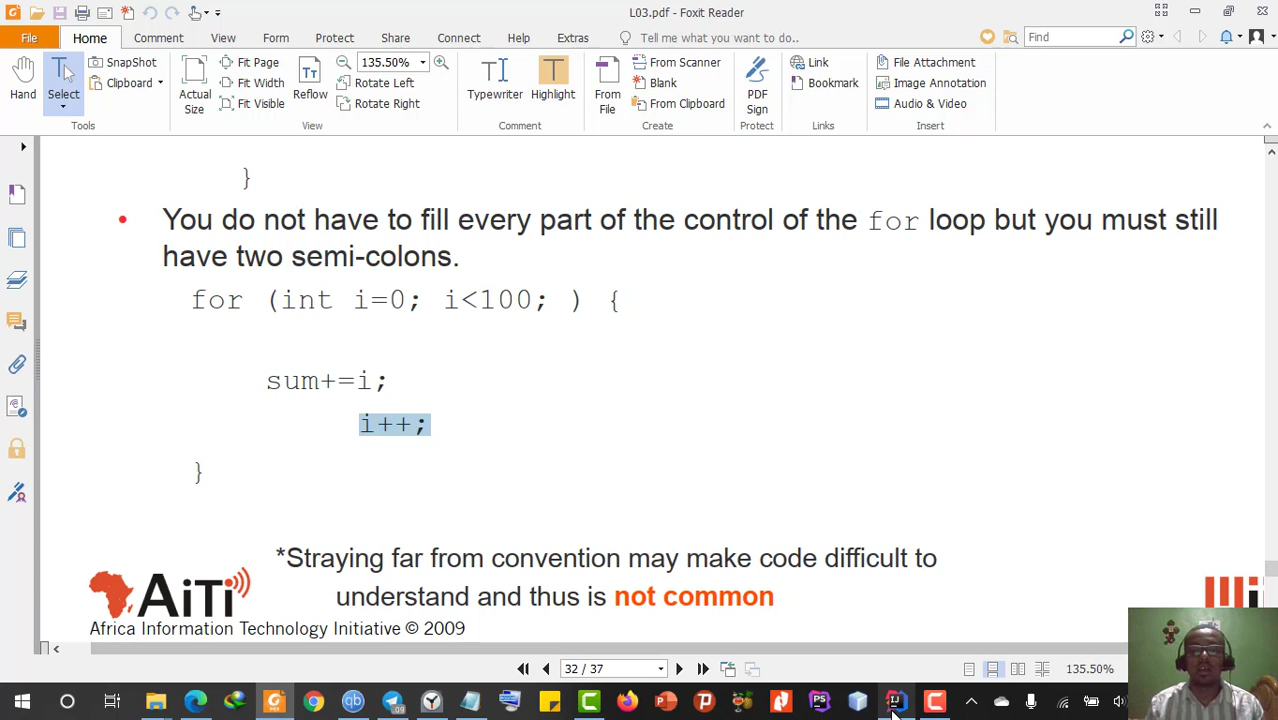 L03.pdf - Foxit Reader
File Home Comment View Form Protect Share Connect Help Extras Tell me what you want to do.. Find
Hand
Select
SnapShot
Clipboard
Tools
Actual Size
Fit Page
Fit Width
Fit Visible
Reflow
135.50%
Rotate Left
Rotate Right
View
Typewriter
Highlight
Comment
From File
From Scanner
Blank
From Clipboard
Create
PDF Sign
Protect
Link
Bookmark
Links
File Attachment
Image Annotation
Audio & Video
Insert
}
• You do not have to fill every part of the control of the for loop but you must still
have two semi-colons.
for (int i=0; i<100; ) {
sum+=i;
i++;
}
*Straying far from convention may make code difficult to
understand and thus is not common
AiTi
Africa Information Technology Initiative © 2009
32 / 37
135.50%